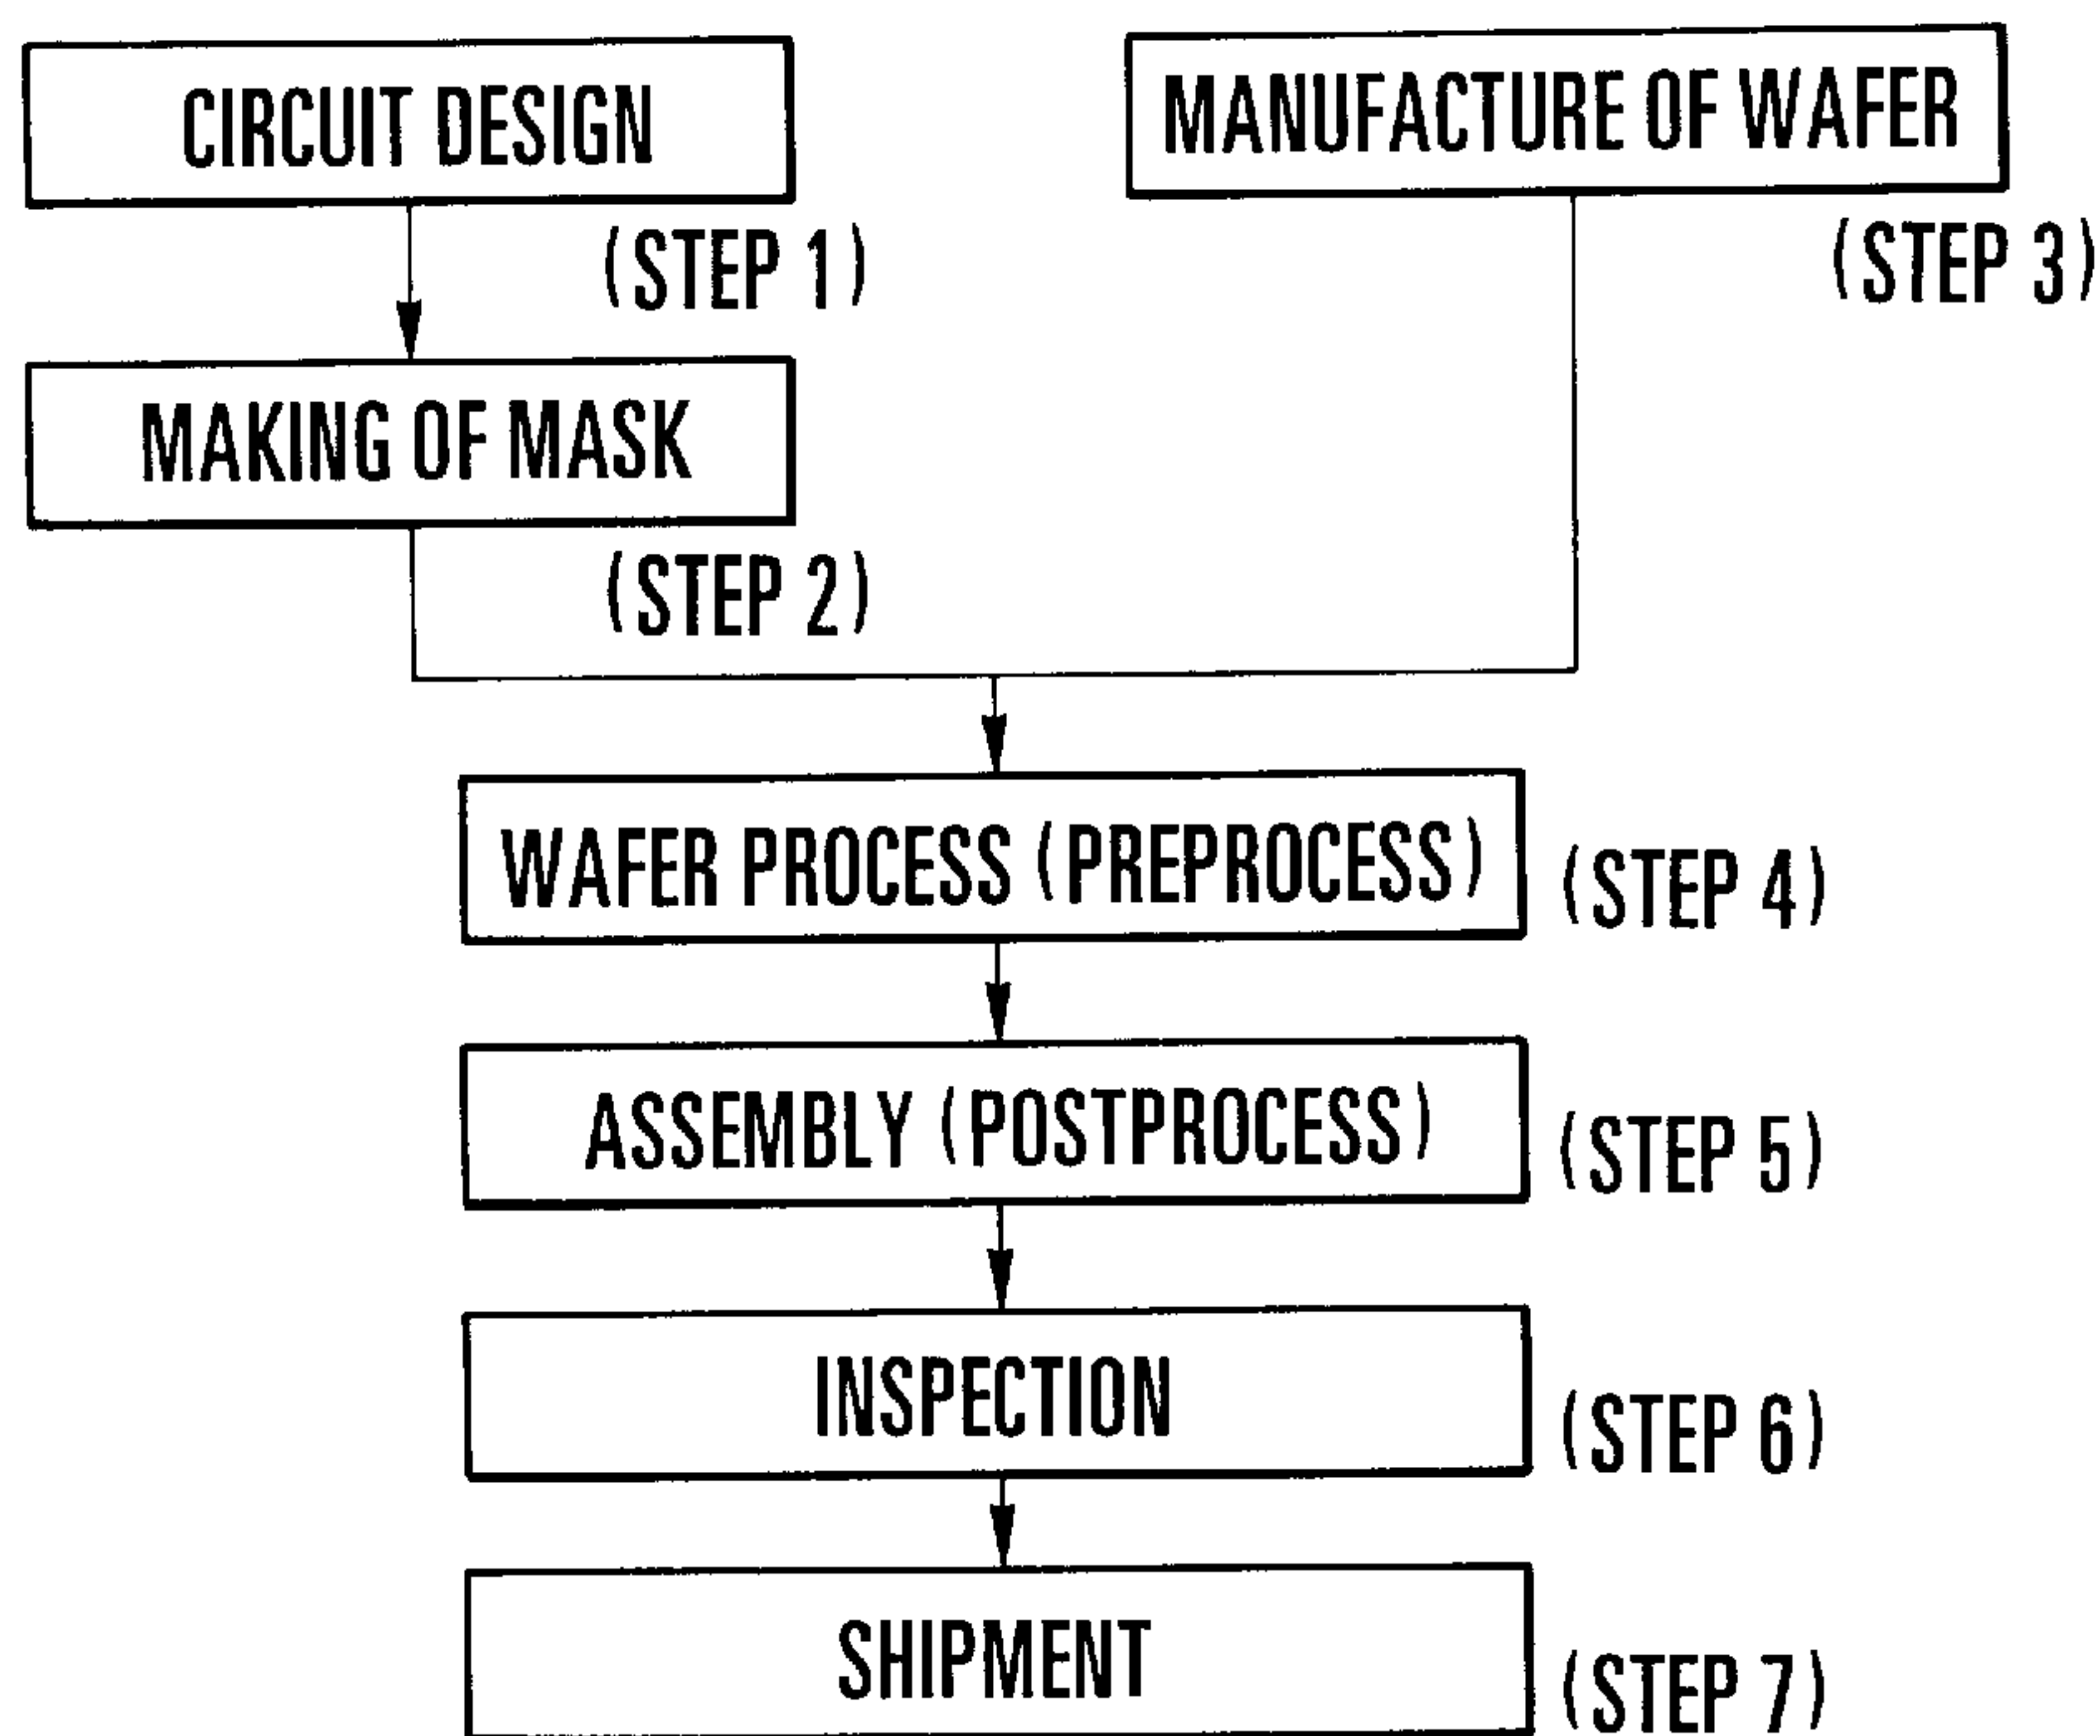 CIRCUIT DESIGN
(STEP 1)
MAKING OF MASK
(STEP 2)
MANUFACTURE OF WAFER
(STEP 3)
WAFER PROCESS (PREPROCESS)
(STEP 4)
ASSEMBLY (POSTPROCESS)
(STEP 5)
INSPECTION
(STEP 6)
SHIPMENT
(STEP 7)